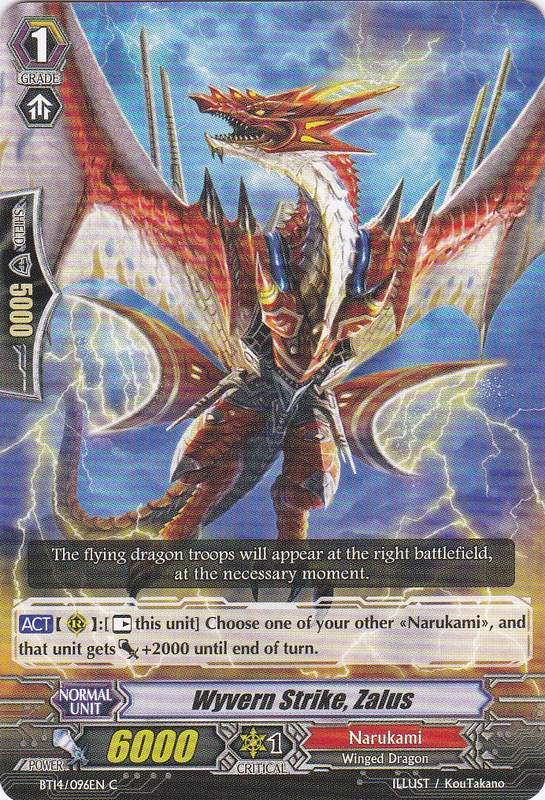 1
GRADE
SHIELD
5000
The flying dragon troops will appear at the right battlefield,
at the necessary moment.
ACT【 R 】:[ this unit] Choose one of your other «Narukami», and
that unit gets +2000 until end of turn.
NORMAL
UNIT
Wyvern Strike, Zalus
POWER
6000
1
CRITICAL
Narukami
Winged Dragon
BT14/096EN C
ILLUST / KouTakano